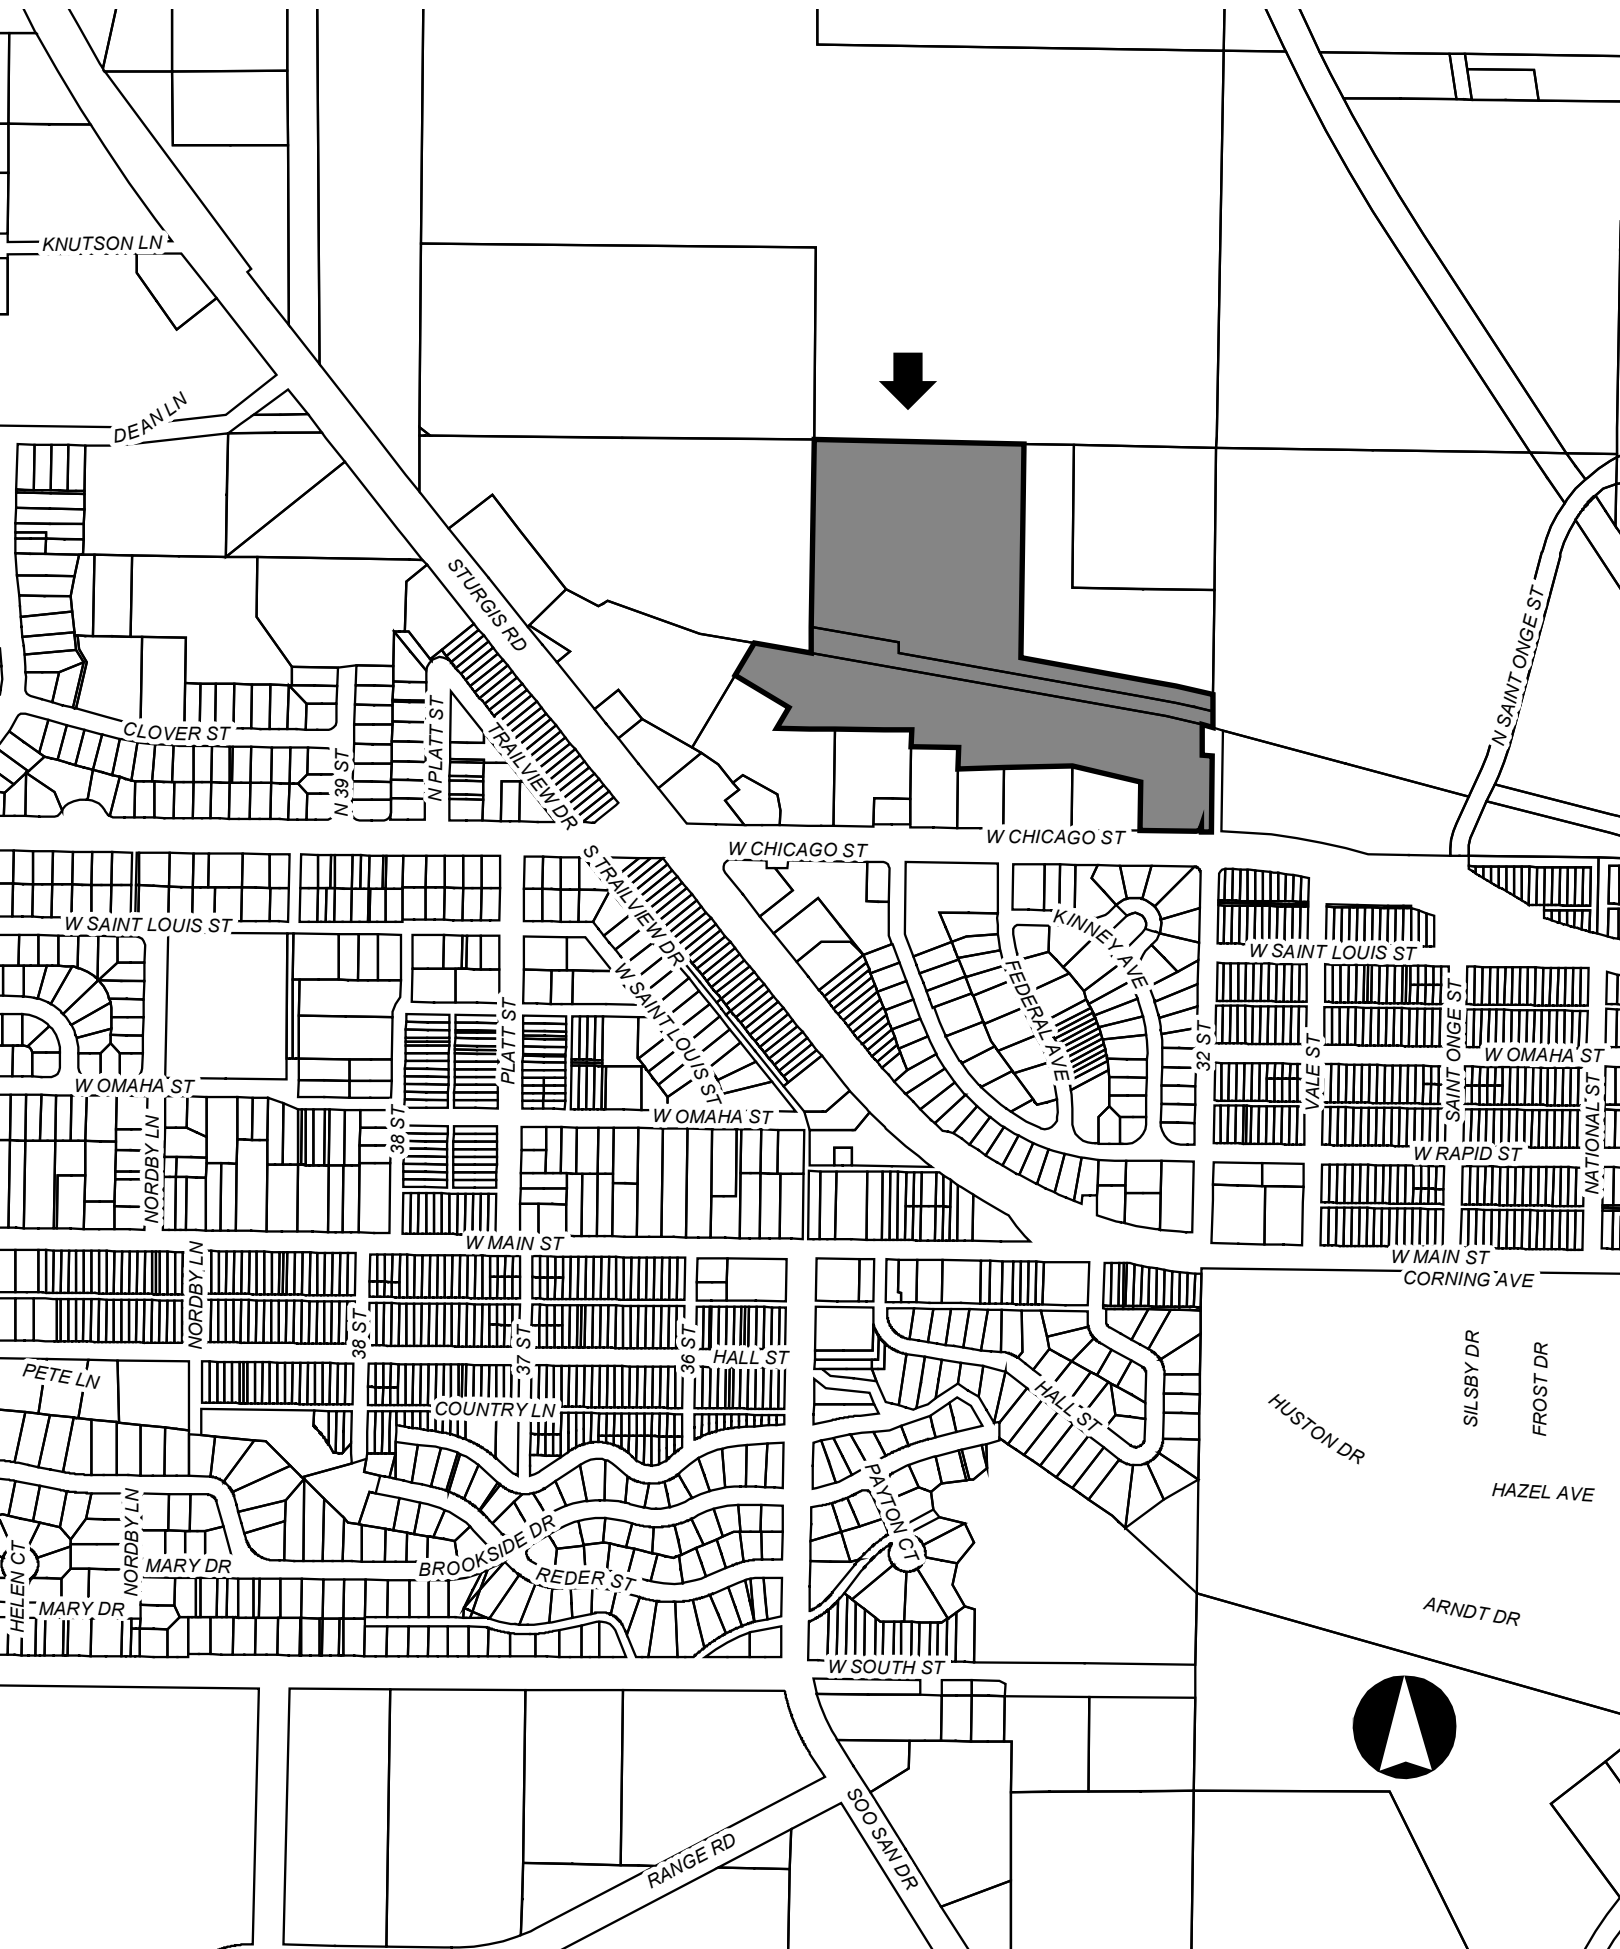 KNUTSON LN
DEAN LN
STURGIS RD
N SAINT ONGE ST
CLOVER ST
N PLATT ST
N 39 ST
TRAILVIEW DR
W CHICAGO ST
W CHICAGO ST
S TRAILVIEW DR
W SAINT LOUIS ST
KINNEY AVE
W SAINT LOUIS ST
W SAINT LOUIS ST
FEDERAL AVE
PLATT ST
32 ST
VALE ST
SAINT ONGE ST
W OMAHA ST
W OMAHA ST
W OMAHA ST
38 ST
NORDBY LN
W RAPID ST
NATIONAL ST
W MAIN ST
W MAIN ST
CORNING AVE
NORDBY LN
38 ST
37 ST
36 ST
HALL ST
PETE LN
COUNTRY LN
HALL ST
SILSBY DR
FROST DR
HUSTON DR
HAZEL AVE
PAYTON CT
NORDBY LN
BROOKSIDE DR
HELEN CT
MARY DR
REDER ST
MARY DR
ARNDT DR
W SOUTH ST
RANGE RD
SOO SAN DR